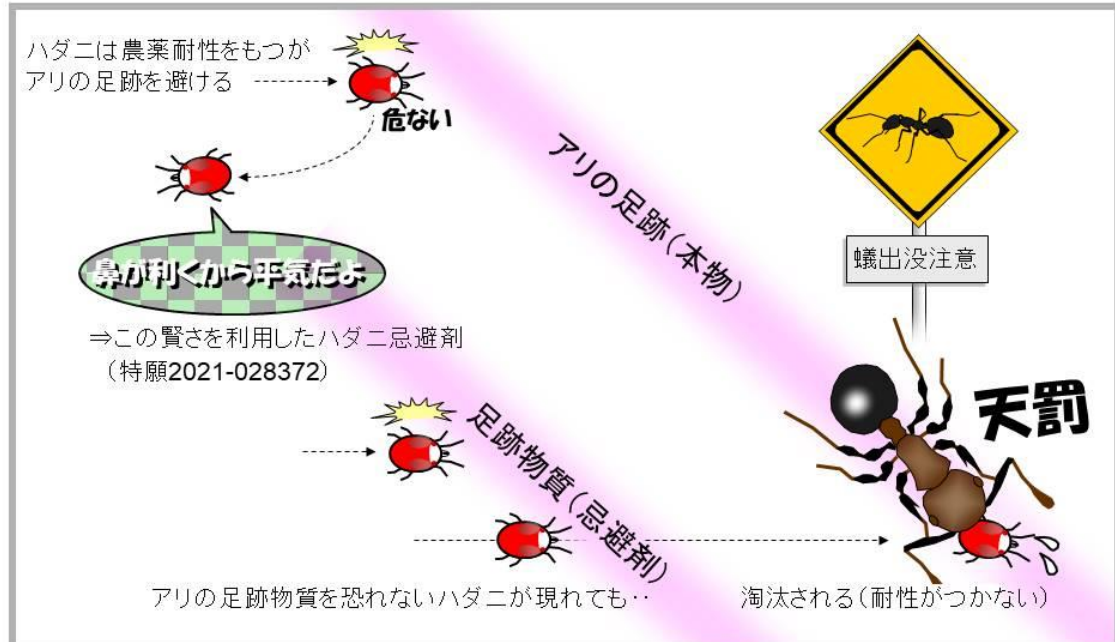 ハダニは農薬耐性をもつが
アリの足跡を避ける
危ない
鼻が利くから平気だよ
⇒この賢さを利用したハダニ忌避剤
（特願2021-028372）
アリの足跡（本物）
蟻出没注意
天罰
足跡物質（忌避剤）
アリの足跡物質を恐れないハダニが現れても‥
淘汰される（耐性がつかない）